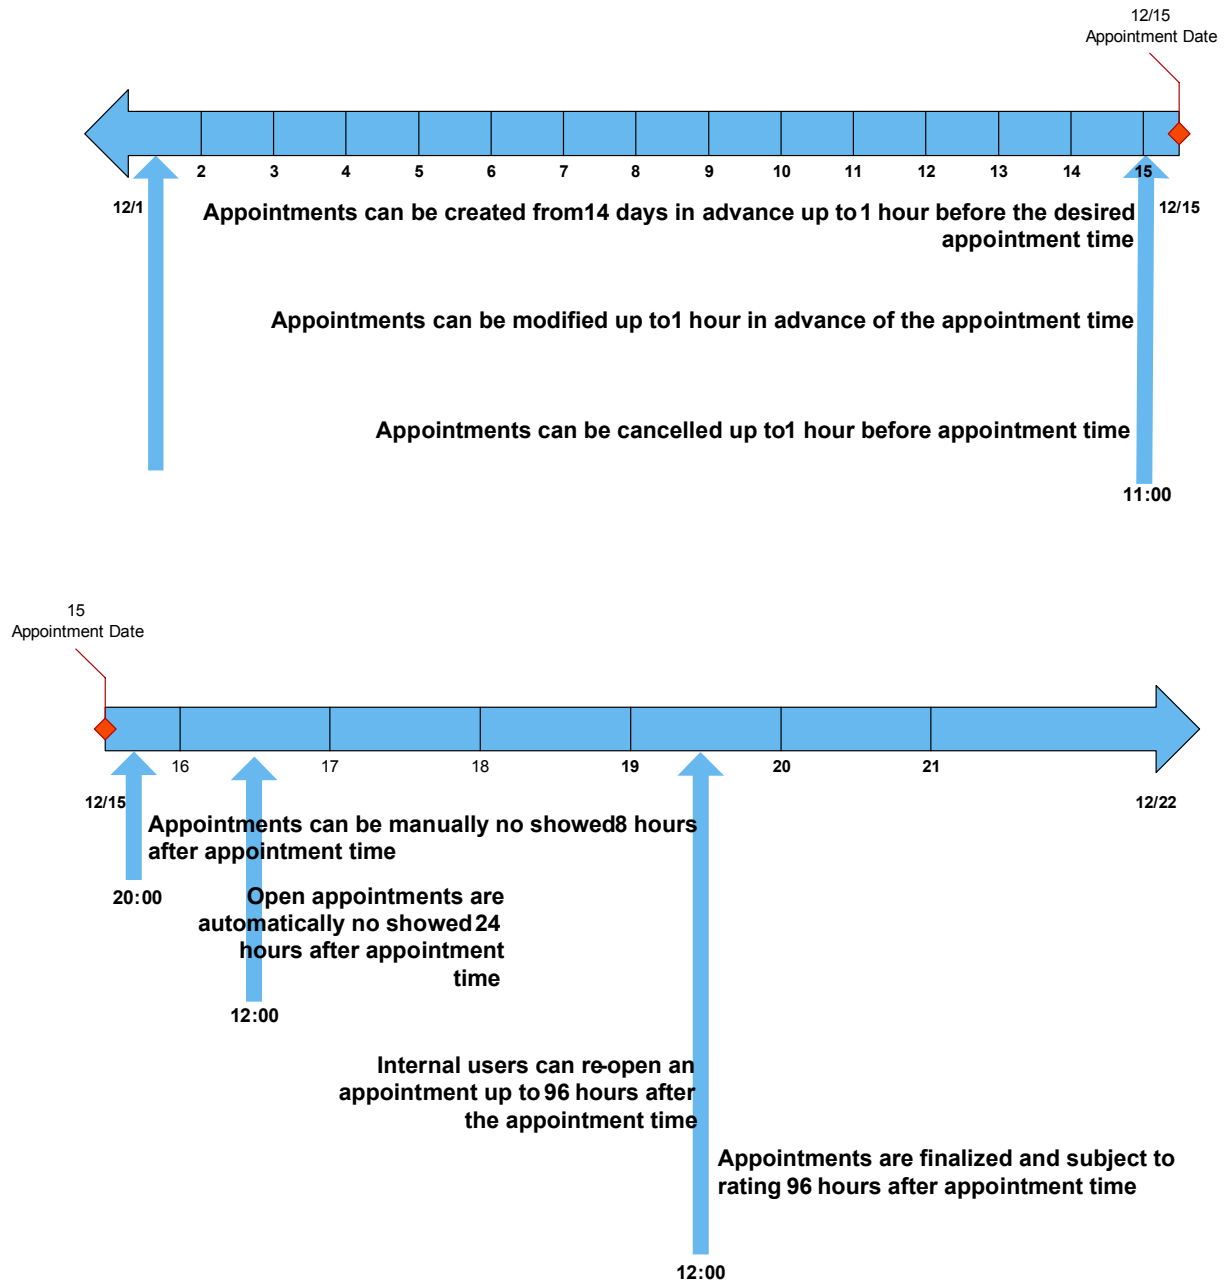 12/15
Appointment Date
2 3 4 5 6 7 8 9 10 11 12 13 14 15
12/1
12/15
Appointments can be created from14 days in advance up to1 hour before the desired
appointment time
Appointments can be modified up to1 hour in advance of the appointment time
Appointments can be cancelled up to1 hour before appointment time
11:00
15
Appointment Date
16 17 18 19 20 21
12/15
12/22
Appointments can be manually no showed8 hours
after appointment time
20:00
Open appointments are
automatically no showed 24
hours after appointment
time
12:00
Internal users can re-open an
appointment up to 96 hours after
the appointment time
Appointments are finalized and subject to
rating 96 hours after appointment time
12:00